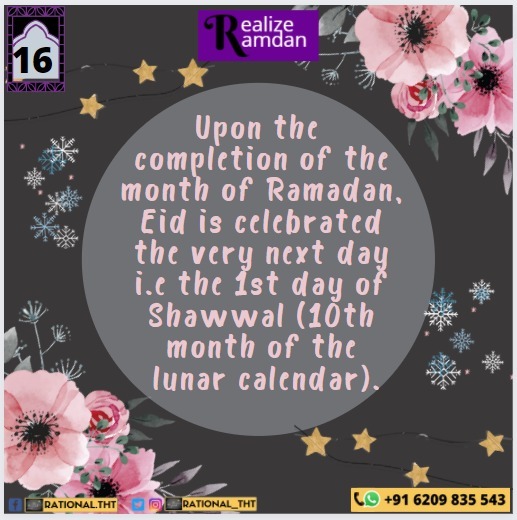 16
Realize
Ramdan
Upon the
completion of the
month of Ramadan,
Eid is celebrated
the very next day
i.e the 1st day of
Shawwal (10th
month of the
lunar calendar).
RATIONAL.THT
RATIONAL_THT
+91 6209 835 543